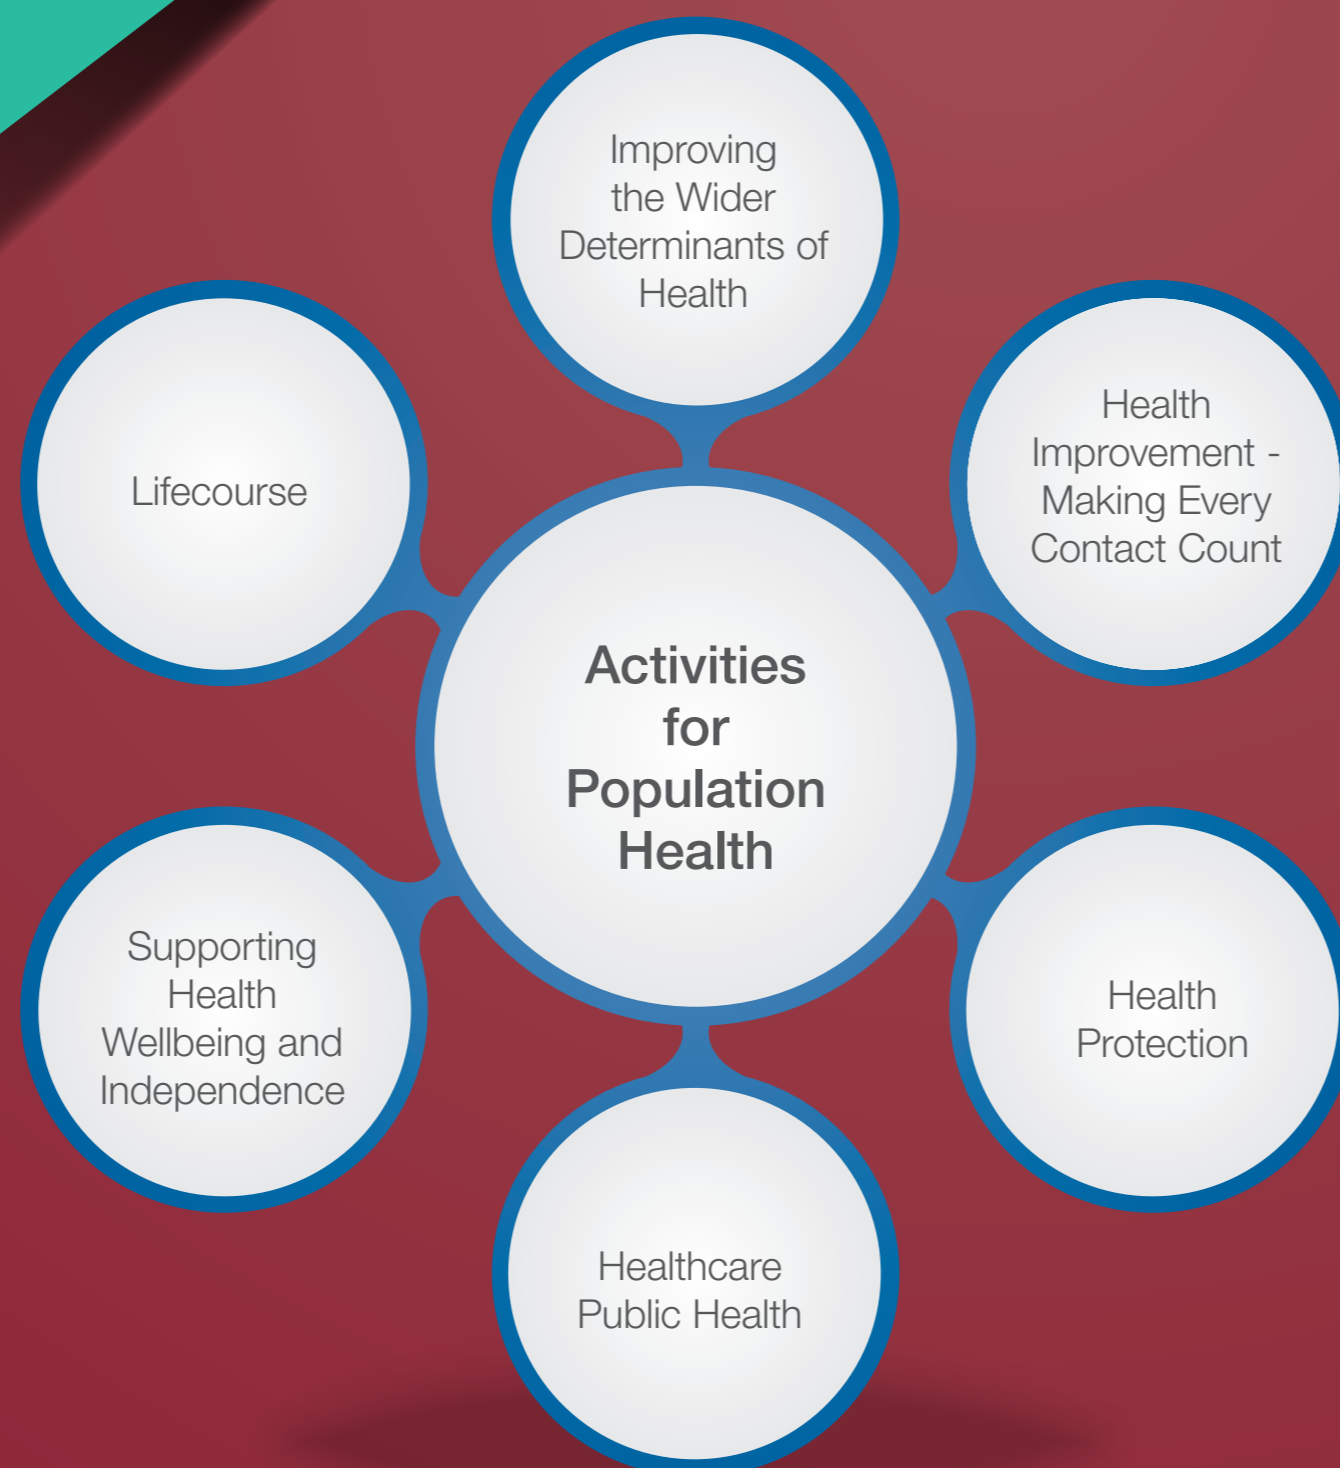 Improving
the Wider
Determinants of
Health
Health
Improvement -
Making Every
Contact Count
Lifecourse
Activities
for
Population
Health
Supporting
Health
Wellbeing and
Independence
Health
Protection
Healthcare
Public Health